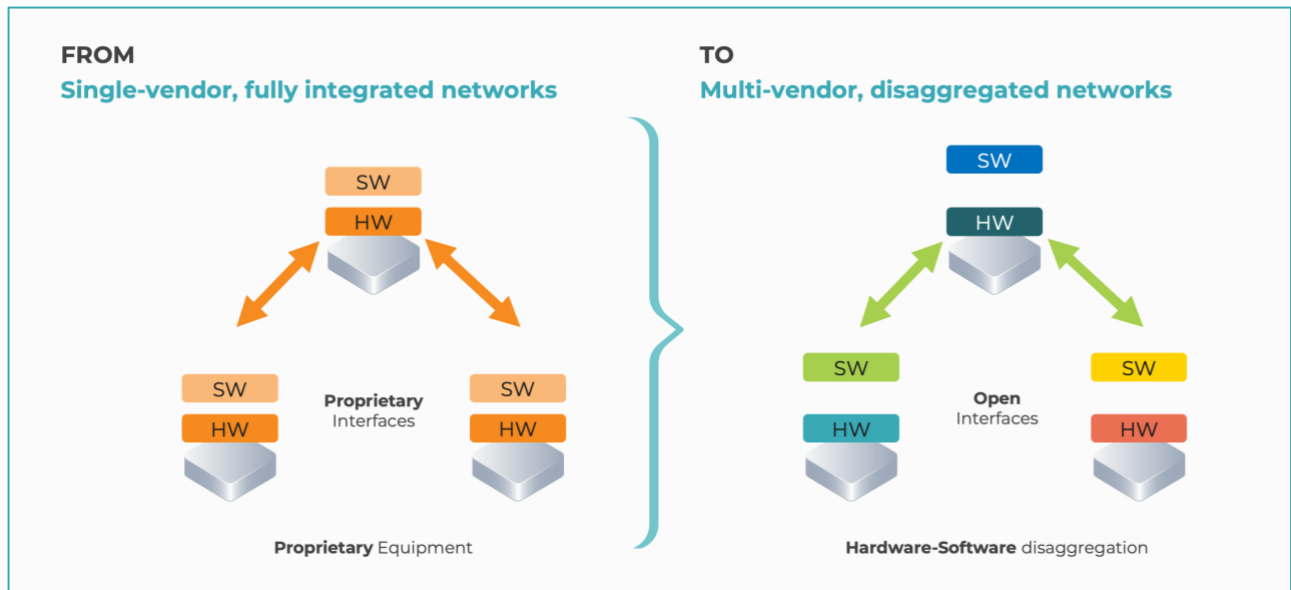 FROM
Single-vendor, fully integrated networks
SW
HW
SW
HW
Proprietary
Interfaces
SW
HW
Proprietary Equipment
TO
Multi-vendor, disaggregated networks
SW
HW
SW
HW
Open
Interfaces
SW
HW
Hardware-Software disaggregation